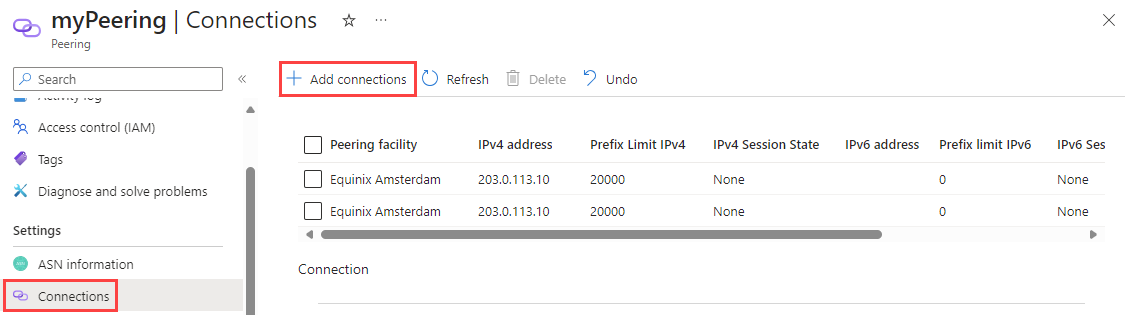 myPeering | Connections
Peering
Search
Add connections
Refresh
Delete
Undo
Activity log
Access control (IAM)
Tags
Diagnose and solve problems
Settings
ASN information
Connections
Peering facility IPv4 address Prefix Limit IPv4 IPv4 Session State IPv6 address Prefix limit IPv6 IPv6 Ses
Equinix Amsterdam 203.0.113.10 20000 None 0 None
Equinix Amsterdam 203.0.113.10 20000 None 0 None
Connection